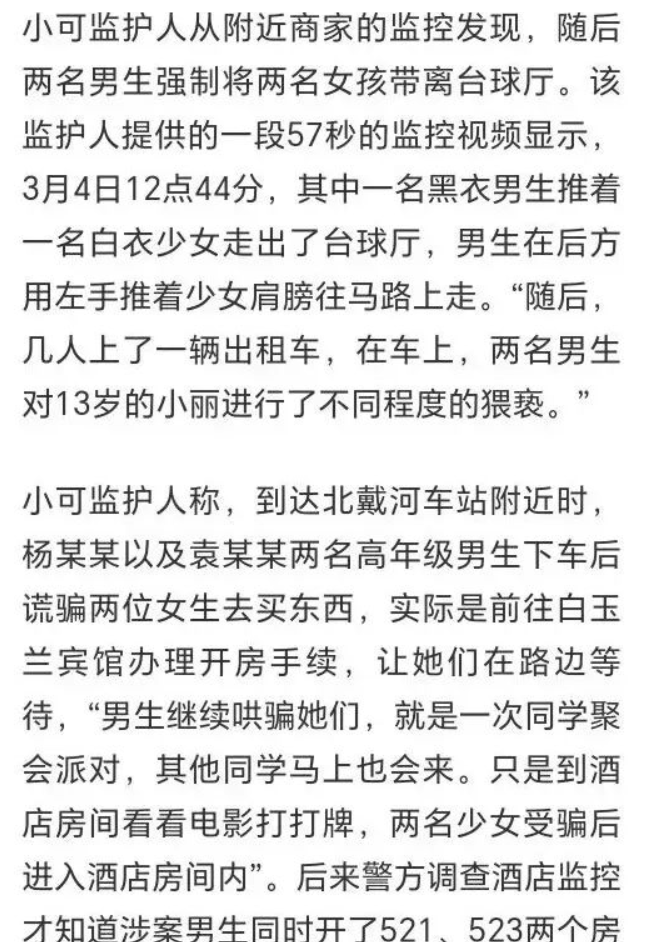 小可监护人从附近商家的监控发现，随后
两名男生强制将两名女孩带离台球厅。该
监护人提供的一段57秒的监控视频显示，
3月4日12点44分，其中一名黑衣男生推着
一名白衣少女走出了台球厅，男生在后方
用左手推着少女肩膀往马路上走。“随后，
几人上了一辆出租车，在车上，两名男生
对13岁的小丽进行了不同程度的猥亵。”
小可监护人称，到达北戴河车站附近时，
杨某某以及袁某某两名高年级男生下车后
谎骗两位女生去买东西，实际是前往白玉
兰宾馆办理开房手续，让她们在路边等
待，“男生继续哄骗她们，就是一次同学聚
会派对，其他同学马上也会来。只是到酒
店房间看看电影打打牌，两名少女受骗后
进入酒店房间内”。后来警方调查酒店监控
才知道涉案男生同时开了521、523两个房